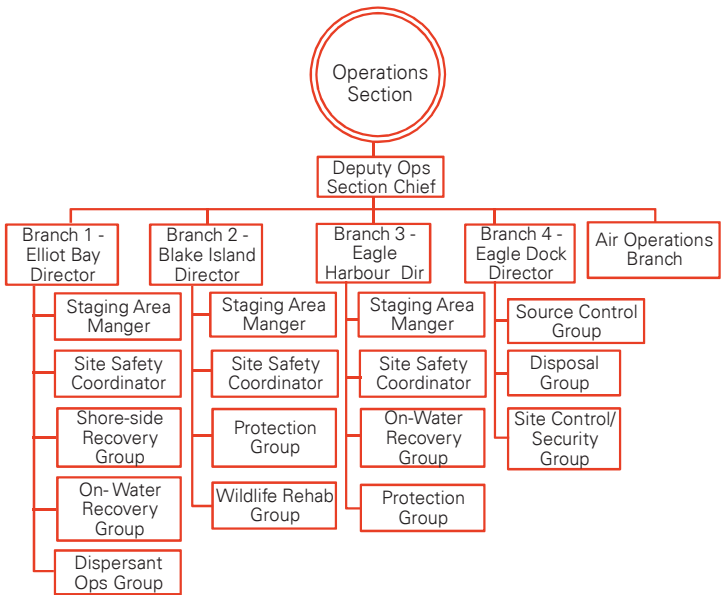 Operations
Section
Deputy Ops
Section Chief
Branch 1 -
Elliot Bay
Director
Branch 2 -
Blake Island
Director
Branch 3 -
Eagle
Harbour Dir
Branch 4 -
Eagle Dock
Director
Air Operations
Branch
Staging Area
Manger
Site Safety
Coordinator
Shore-side
Recovery
Group
On-Water
Recovery
Group
Dispersant
Ops Group
Staging Area
Manger
Site Safety
Coordinator
Protection
Group
Wildlife Rehab
Group
Staging Area
Manger
Site Safety
Coordinator
On-Water
Recovery
Group
Protection
Group
Source Control
Group
Disposal
Group
Site Control/
Security
Group